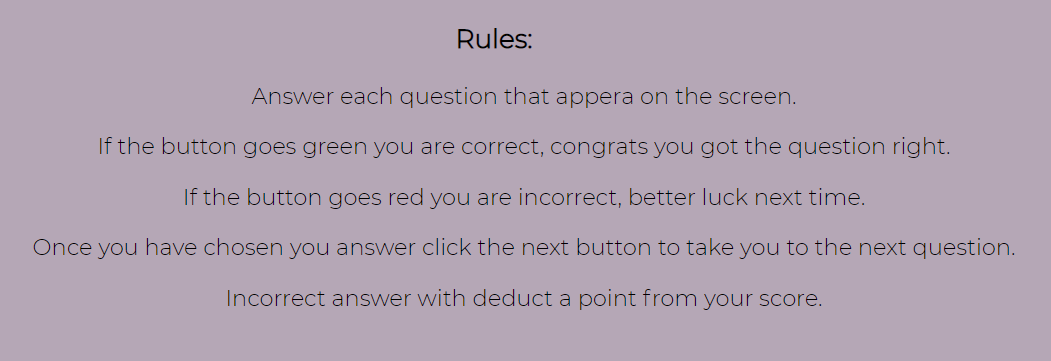 Rules:
Answer each question that appera on the screen.
If the button goes green you are correct, congrats you got the question right.
If the button goes red you are incorrect, better luck next time.
Once you have chosen you answer click the next button to take you to the next question.
Incorrect answer with deduct a point from your score.